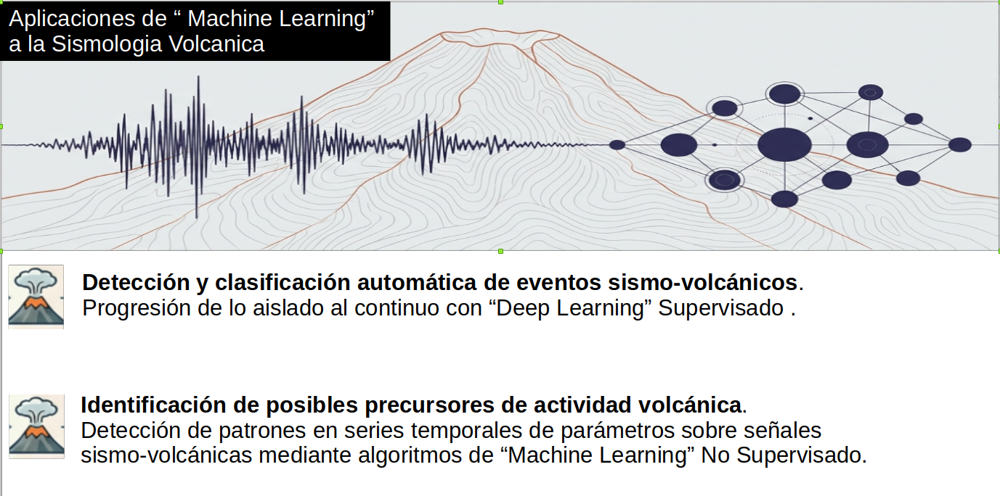 Aplicaciones de “ Machine Learning”
a la Sismologia Volcanica
Detección y clasificación automática de eventos sismo-volcánicos.
Progresión de lo aislado al continuo con “Deep Learning” Supervisado .
Identificación de posibles precursores de actividad volcánica.
Detección de patrones en series temporales de parámetros sobre señales
sismo-volcánicas mediante algoritmos de “Machine Learning” No Supervisado.